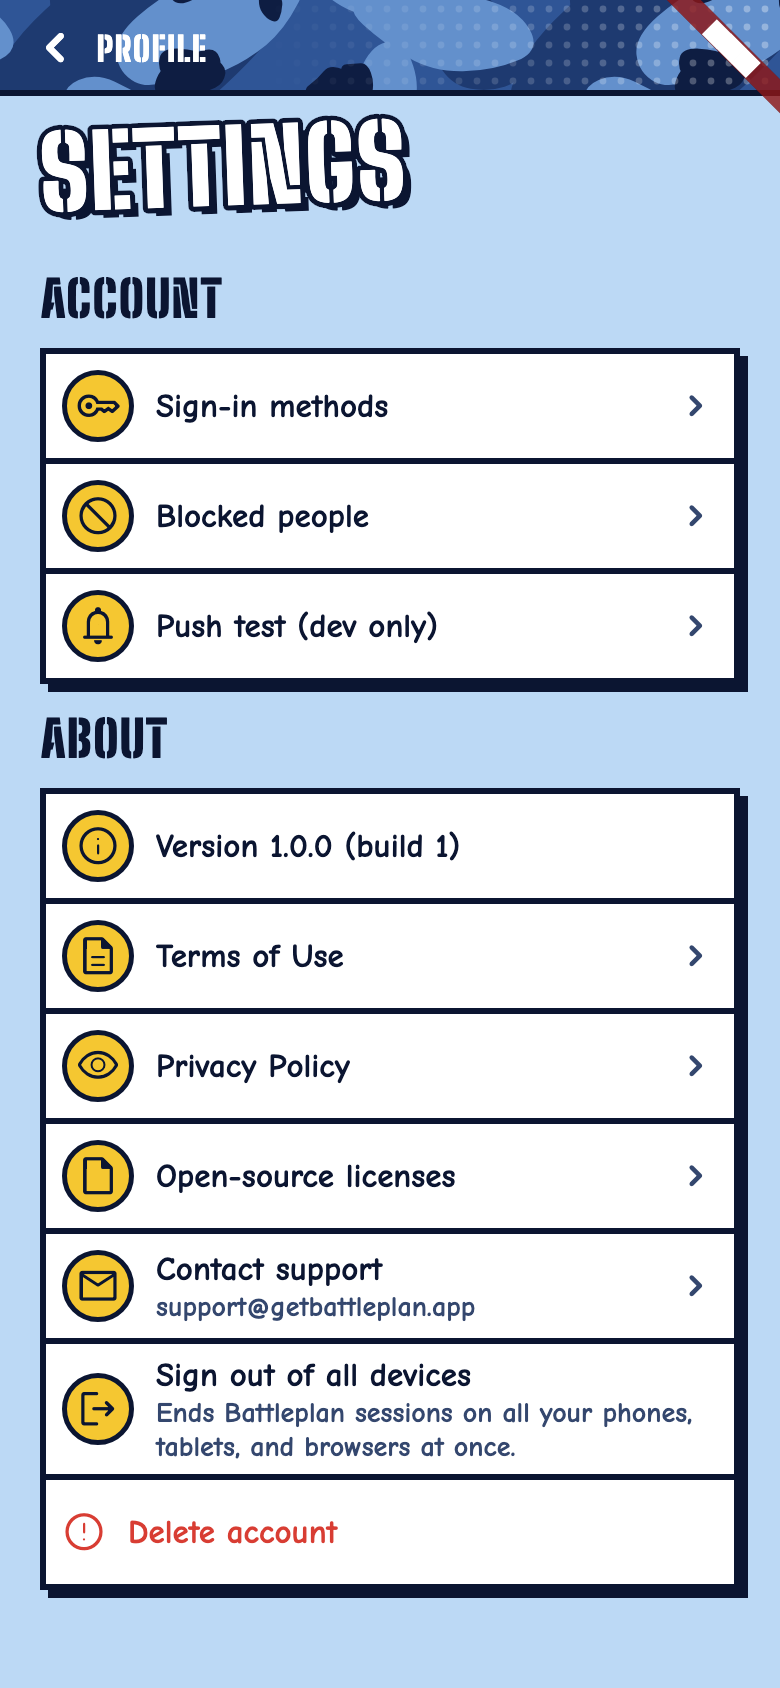 PROFILE
SETTINGS
ACCOUNT
Sign-in methods
Blocked people
Push test (dev only)
ABOUT
Version 1.0.0 (build 1)
Terms of Use
Privacy Policy
Open-source licenses
Contact support
support@getbattleplan.app
Sign out of all devices
Ends Battleplan sessions on all your phones,
tablets, and browsers at once.
Delete account